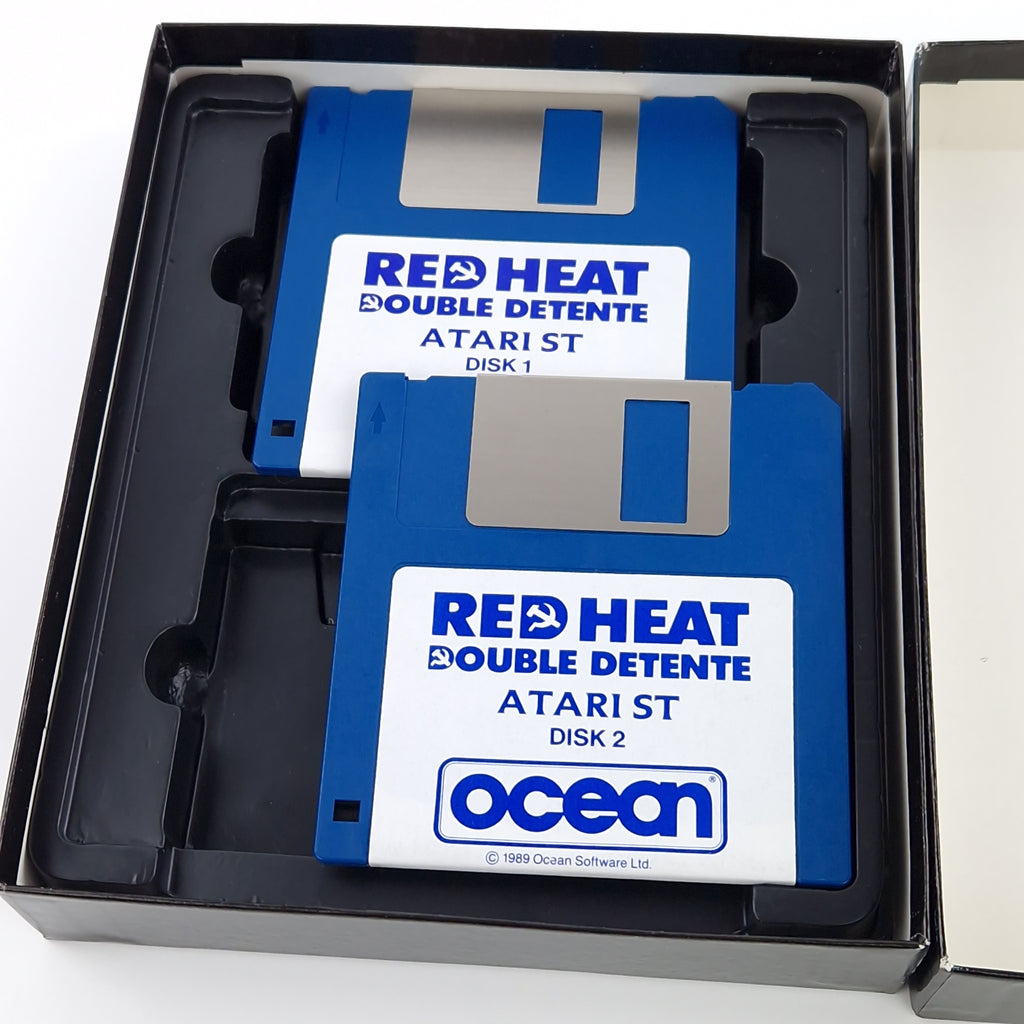 RED HEAT
DOUBLE DETENTE
ATARI ST
DISK 1
RED HEAT
DOUBLE DETENTE
ATARI ST
DISK 2
ocean®
© 1989 Ocean Software Ltd.